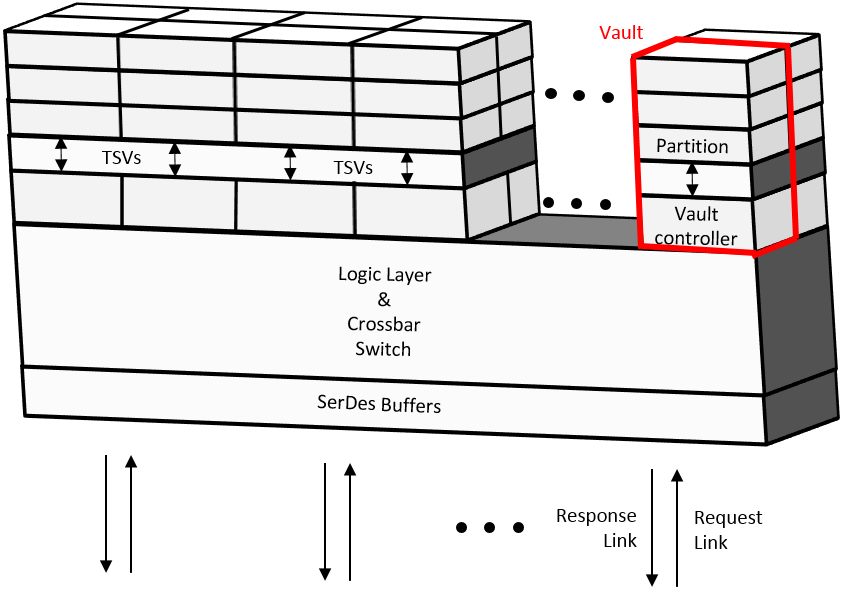 Vault
TSVs
TSVs
Partition
Vault
controller
Logic Layer
&
Crossbar
Switch
SerDes Buffers
Response
Link
Request
Link